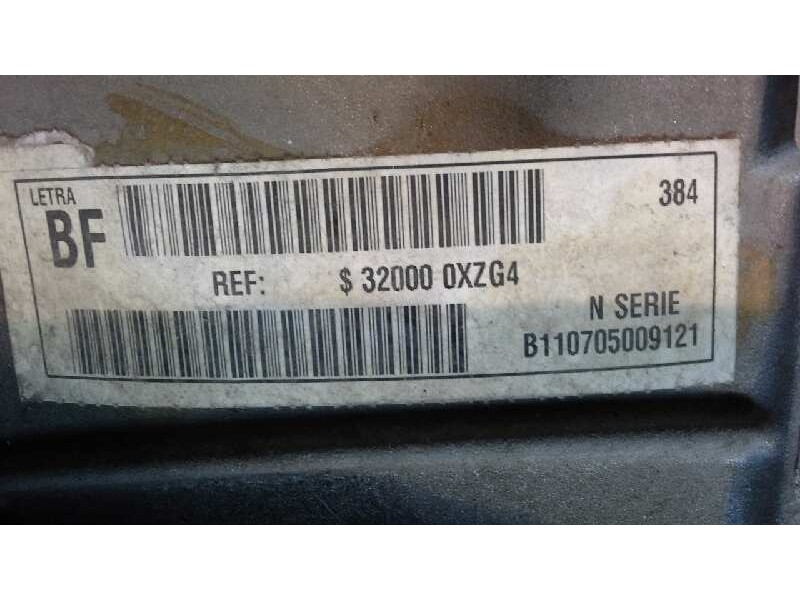 LETRA
BF
384
REF: $ 32000 0XZG4
N SERIE
B110705009121